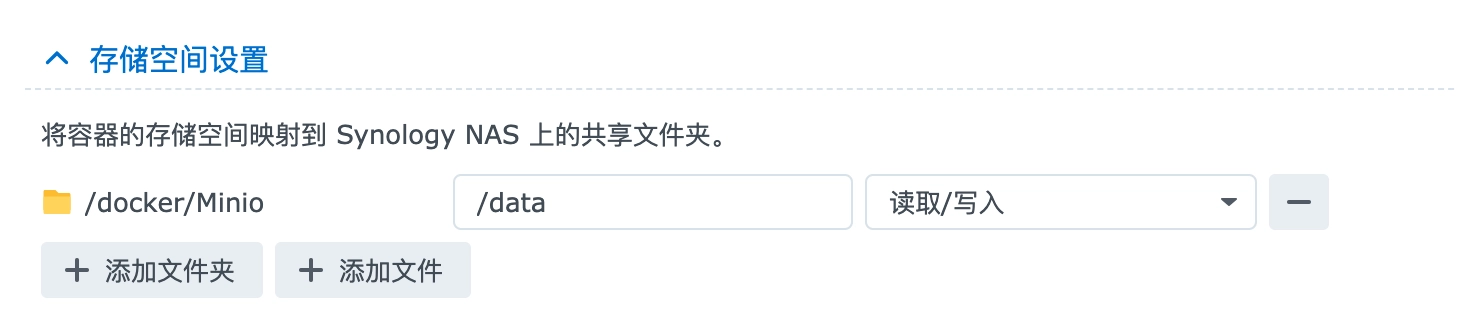 存储空间设置
将容器的存储空间映射到 Synology NAS 上的共享文件夹。
/docker/Minio /data 读取/写入
添加文件夹 添加文件